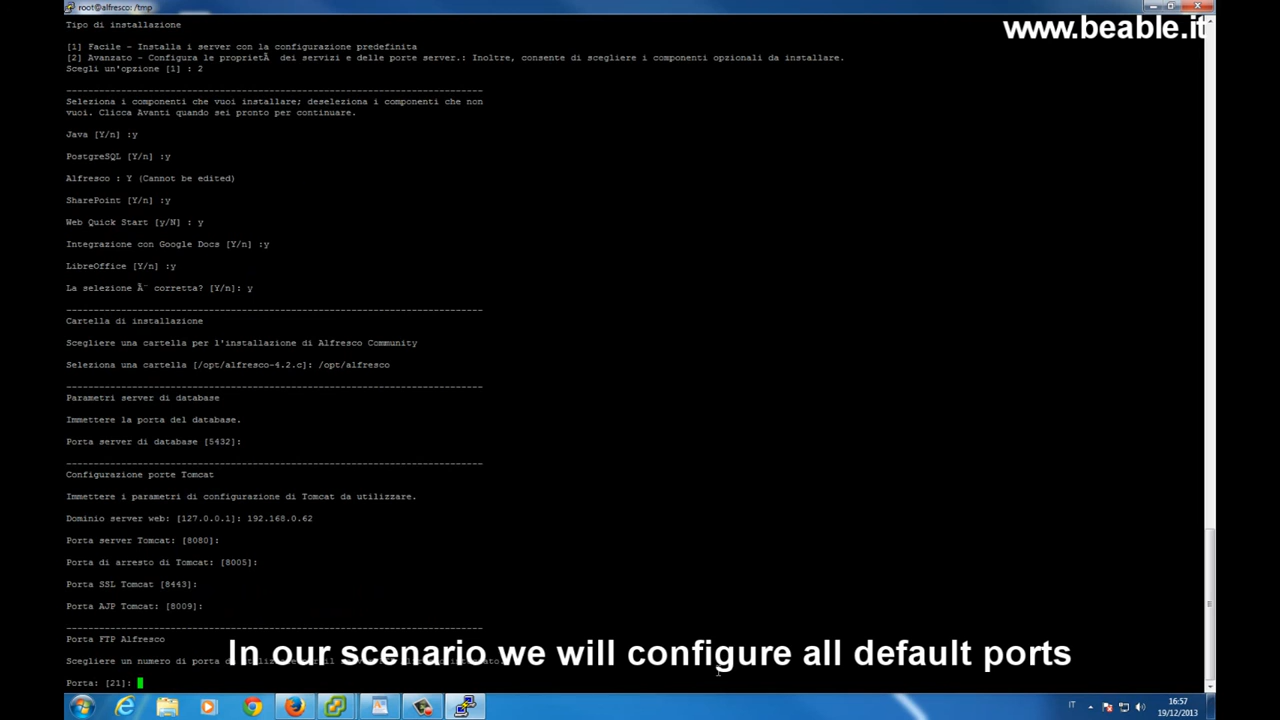 root@alfresco: /tmp
www.beable.it
Tipo di installazione
[1] Facile - Installa i server con la configurazione predefinita
[2] Avanzato - Configura le proprietÃ  dei servizi e delle porte server.: Inoltre, consente di scegliere i componenti opzionali da installare.
Scegli un'opzione [1] : 2
----------------------------------------------------------------------------
Seleziona i componenti che vuoi installare; deseleziona i componenti che non
vuoi. Clicca Avanti quando sei pronto per continuare.
Java [Y/n] :y
PostgreSQL [Y/n] :y
Alfresco : Y (Cannot be edited)
SharePoint [Y/n] :y
Web Quick Start [y/N] : y
Integrazione con Google Docs [Y/n] :y
LibreOffice [Y/n] :y
La selezione Ã¨ corretta? [Y/n]: y
----------------------------------------------------------------------------
Cartella di installazione
Scegliere una cartella per l'installazione di Alfresco Community
Seleziona una cartella [/opt/alfresco-4.2.c]: /opt/alfresco
----------------------------------------------------------------------------
Parametri server di database
Immettere la porta del database.
Porta server di database [5432]:
----------------------------------------------------------------------------
Configurazione porte Tomcat
Immettere i parametri di configurazione di Tomcat da utilizzare.
Dominio server web: [127.0.0.1]: 192.168.0.62
Porta server Tomcat: [8080]:
Porta di arresto di Tomcat: [8005]:
Porta SSL Tomcat [8443]:
Porta AJP Tomcat: [8009]:
----------------------------------------------------------------------------
Porta FTP Alfresco
Scegliere un numero di porta
In our scenario we will configure all default ports
Porta: [21]:
IT
16:57
19/12/2013